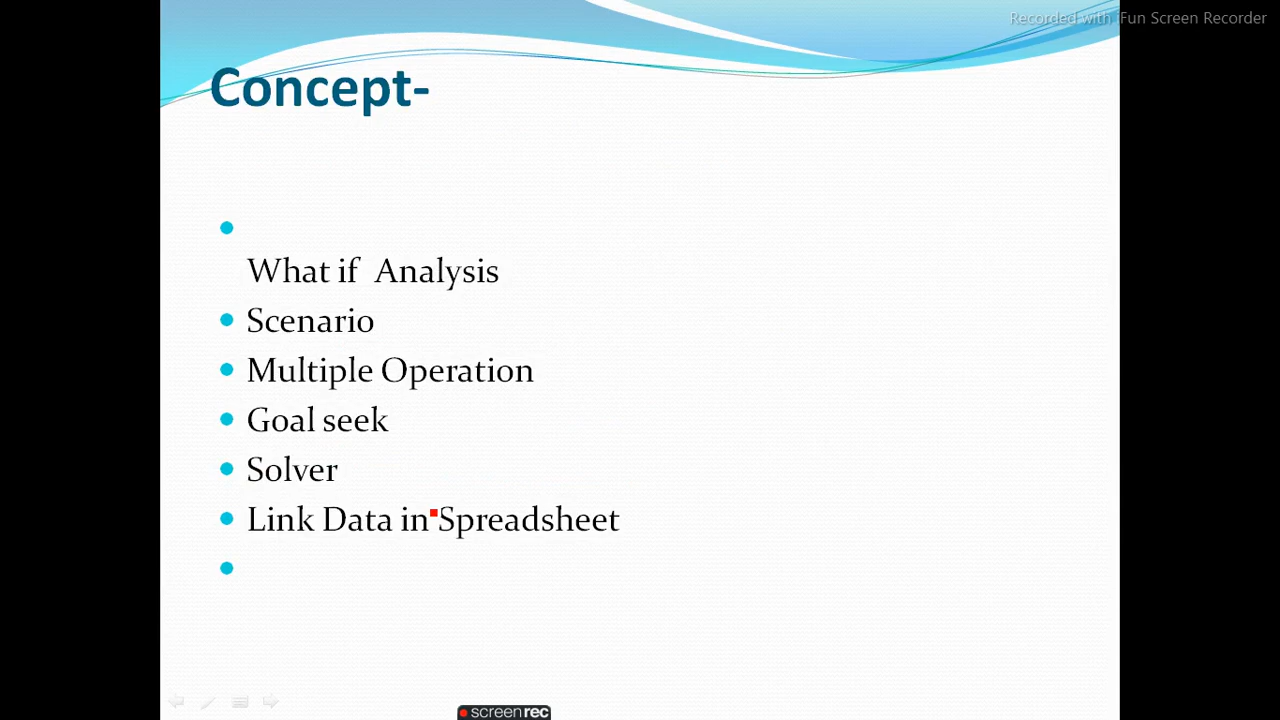 Recorded with iFun Screen Recorder
Concept-
What if  Analysis
Scenario
Multiple Operation
Goal seek
Solver
Link Data in Spreadsheet
screenrec